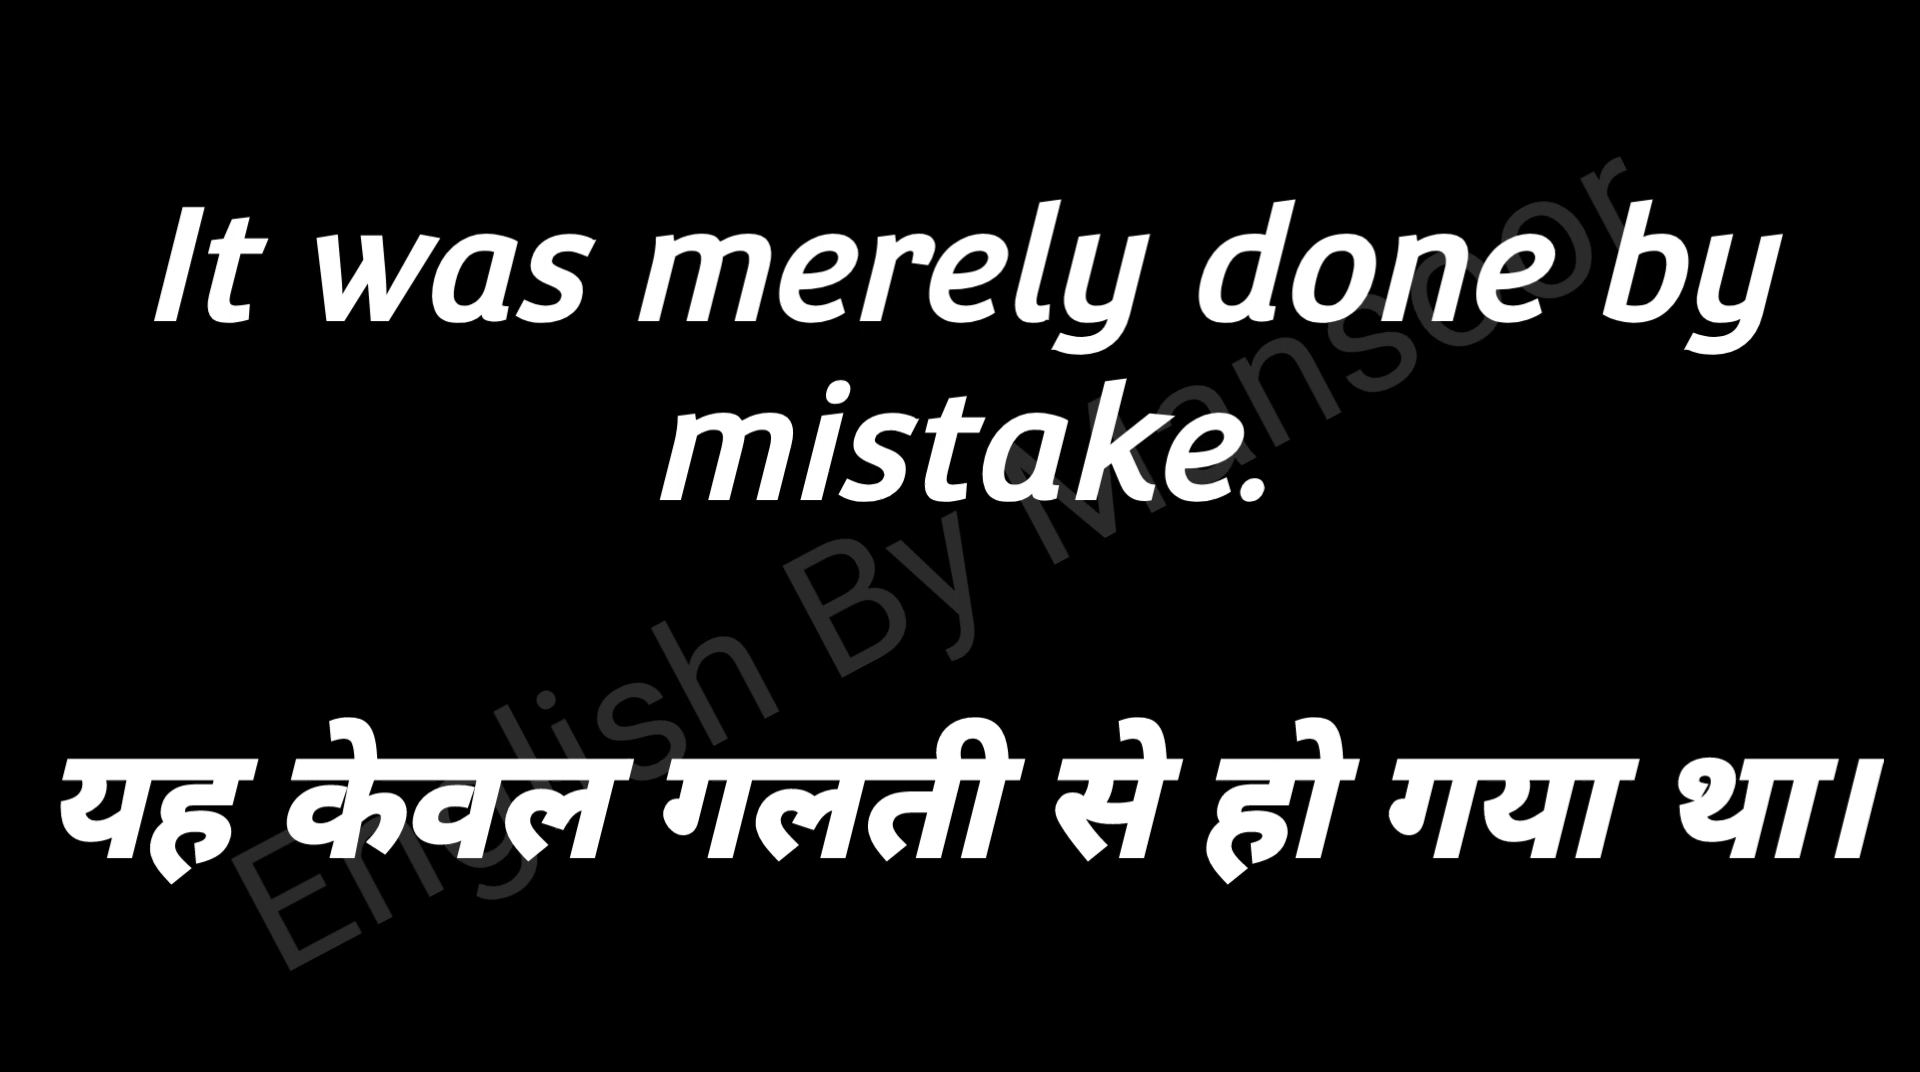 It was merely done by
mistake.
यह केवल गलती से हो गया था।
English By Mansoor